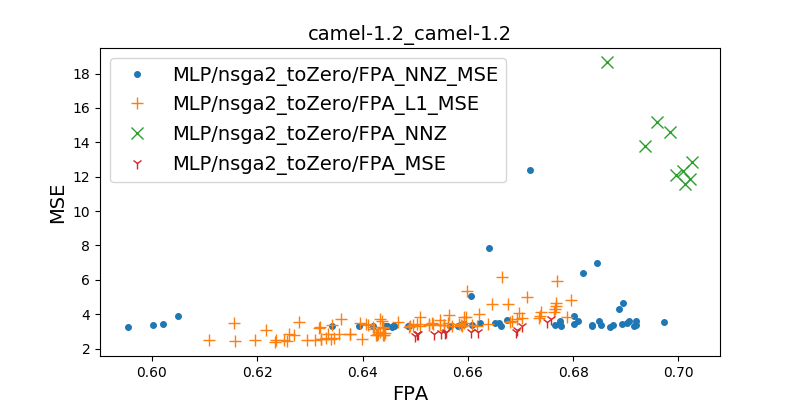 camel-1.2_camel-1.2
MLP/nsga2_toZero/FPA_NNZ_MSE
MLP/nsga2_toZero/FPA_L1_MSE
MLP/nsga2_toZero/FPA_NNZ
MLP/nsga2_toZero/FPA_MSE
MSE
18
16
14
12
10
8
6
4
2
0.60 0.62 0.64 0.66 0.68 0.70
FPA